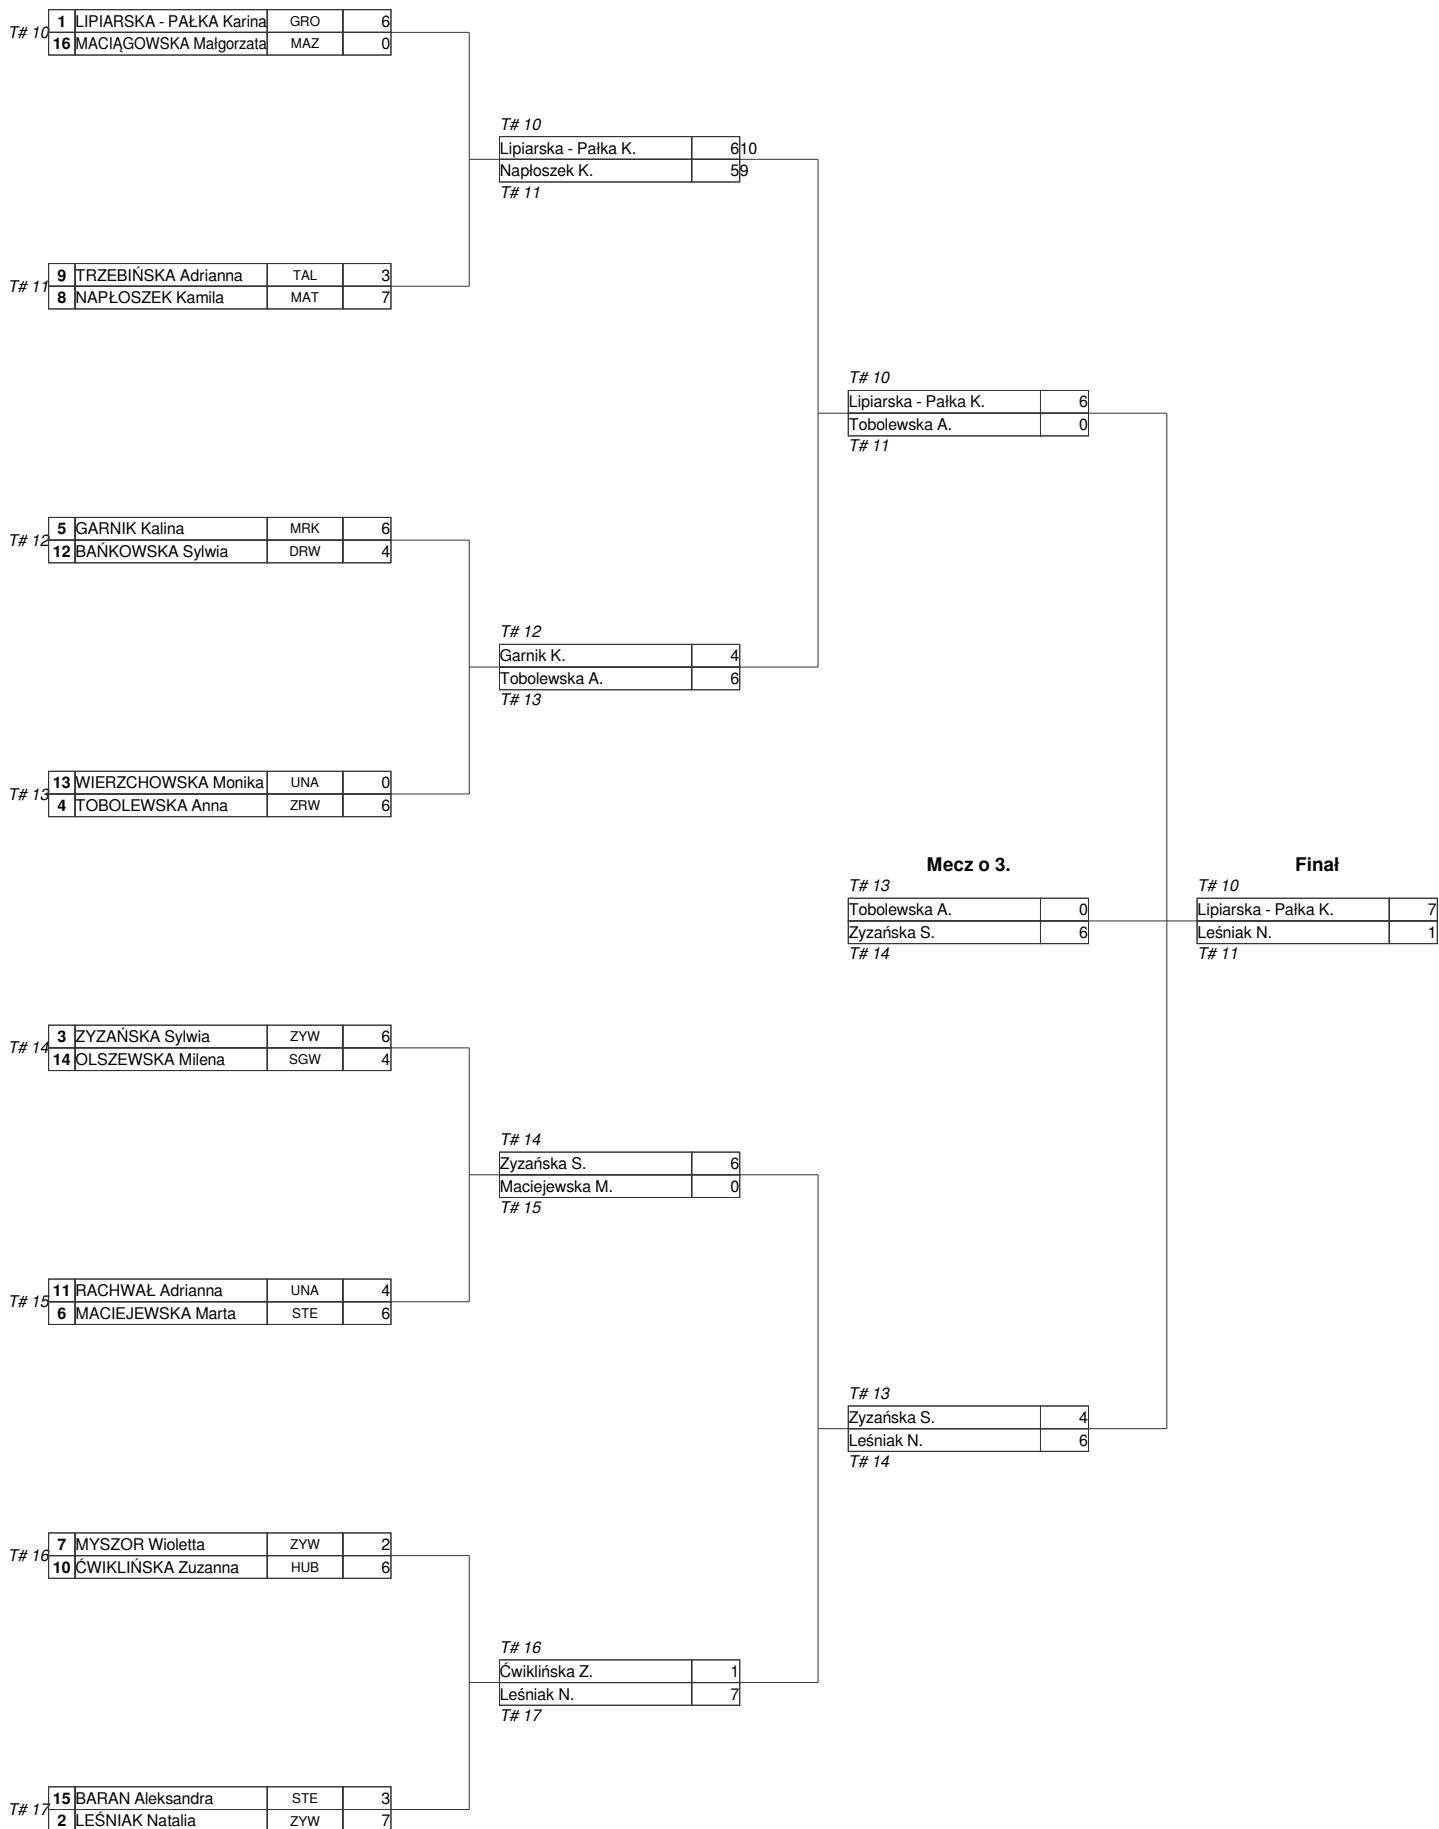 T# 10
1 LIPIARSKA - PAŁKA Karina GRO 6
16 MACIĄGOWSKA Małgorzata MAZ 0
T# 10
Lipiarska - Pałka K. 6 10
Napłoszek K. 5 9
T# 11
T# 11
9 TRZEBIŃSKA Adrianna TAL 3
8 NAPŁOSZEK Kamila MAT 7
T# 10
Lipiarska - Pałka K. 6
Tobolewska A. 0
T# 11
T# 12
5 GARNIK Kalina MRK 6
12 BAŃKOWSKA Sylwia DRW 4
T# 12
Garnik K. 4
Tobolewska A. 6
T# 13
T# 13
13 WIERZCHOWSKA Monika UNA 0
4 TOBOLEWSKA Anna ZRW 6
Mecz o 3.
T# 13
Tobolewska A. 0
Zyzańska S. 6
T# 14
Finał
T# 10
Lipiarska - Pałka K. 7
Leśniak N. 1
T# 11
T# 14
3 ZYZAŃSKA Sylwia ZYW 6
14 OLSZEWSKA Milena SGW 4
T# 14
Zyzańska S. 6
Maciejewska M. 0
T# 15
T# 15
11 RACHWAŁ Adrianna UNA 4
6 MACIEJEWSKA Marta STE 6
T# 13
Zyzańska S. 4
Leśniak N. 6
T# 14
T# 16
7 MYSZOR Wioletta ZYW 2
10 ĆWIKLIŃSKA Zuzanna HUB 6
T# 16
Ćwiklińska Z. 1
Leśniak N. 7
T# 17
T# 17
15 BARAN Aleksandra STE 3
2 LEŚNIAK Natalia ZYW 7